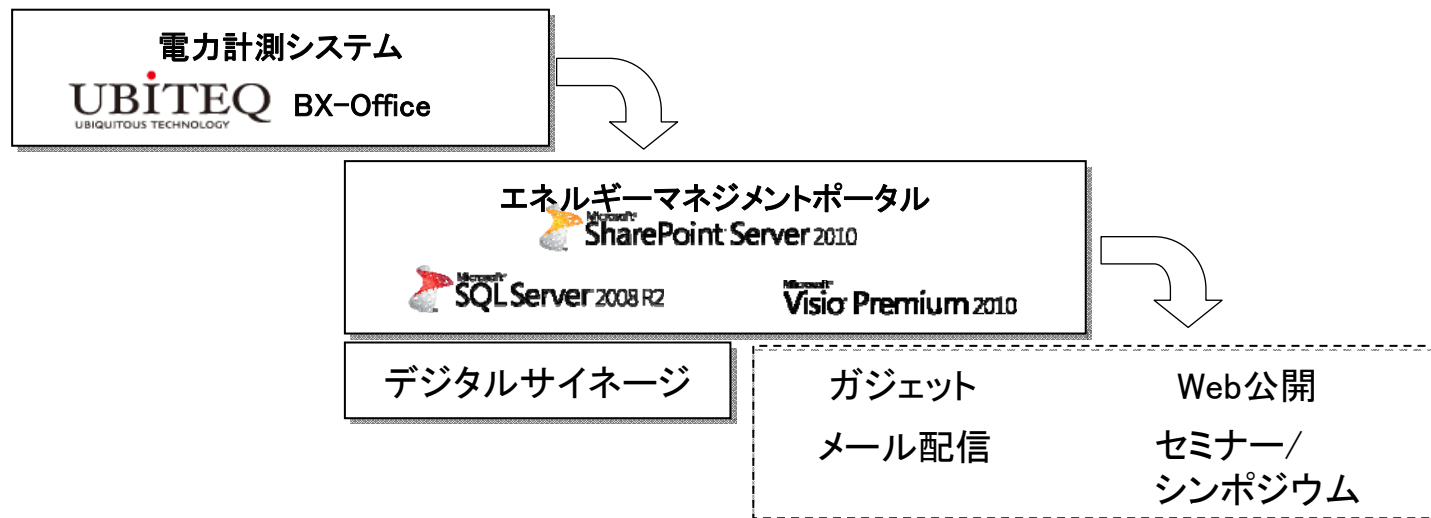 電力計測システム
UBiTEQ BX-Office
UBIQUITOUS TECHNOLOGY
エネルギーマネジメントポータル
Microsoft
SharePoint Server 2010
Microsoft
SQL Server 2008 R2
Microsoft
Visio Premium 2010
デジタルサイネージ
ガジェット
Web公開
メール配信
セミナー/
シンポジウム